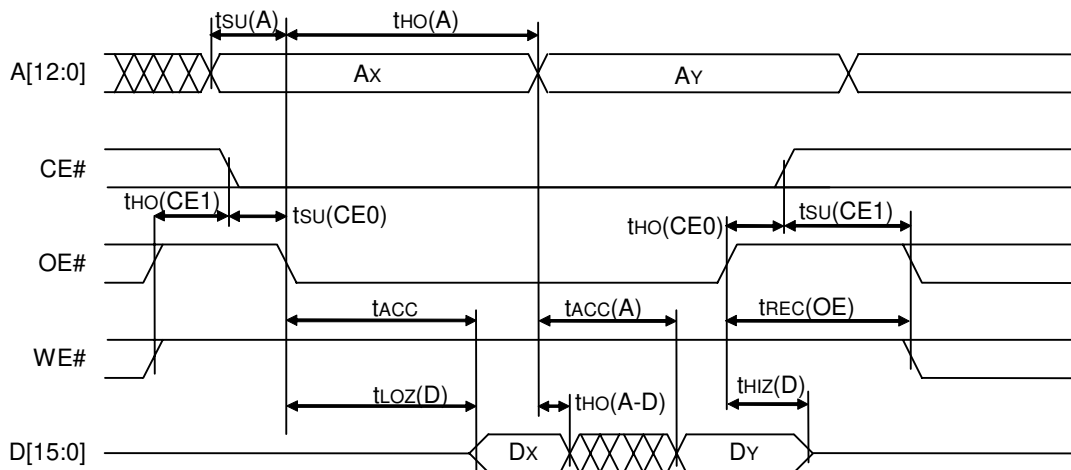 tSU(A) tHO(A)
A[12:0] AX AY
CE#
tHO(CE1) tSU(CE0) tHO(CE0) tSU(CE1)
OE#
tACC tACC(A) tREC(OE)
WE#
tLOZ(D) tHO(A-D) tHIZ(D)
D[15:0] DX DY